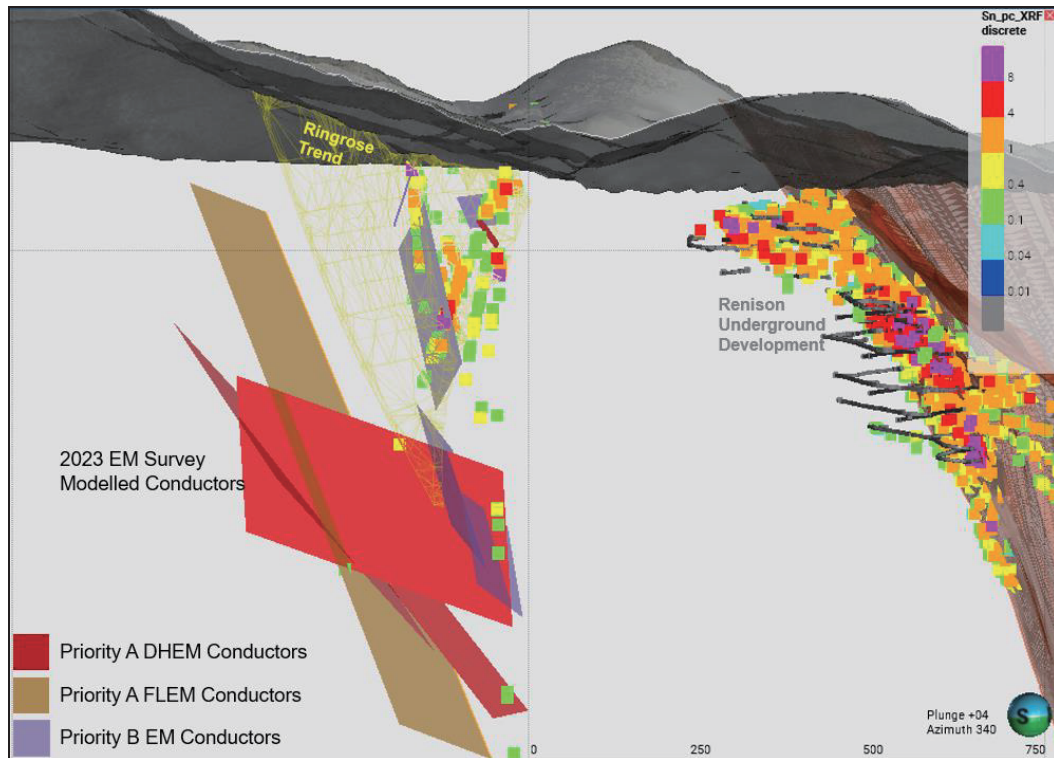 Sn_pc_XRF
discrete
8
4
1
0.4
0.1
0.04
0.01
Ringrose
Trend
Renison
Underground
Development
2023 EM Survey
Modelled Conductors
Priority A DHEM Conductors
Priority A FLEM Conductors
Priority B EM Conductors
Plunge +04
Azimuth 340
S
0
250
500
750